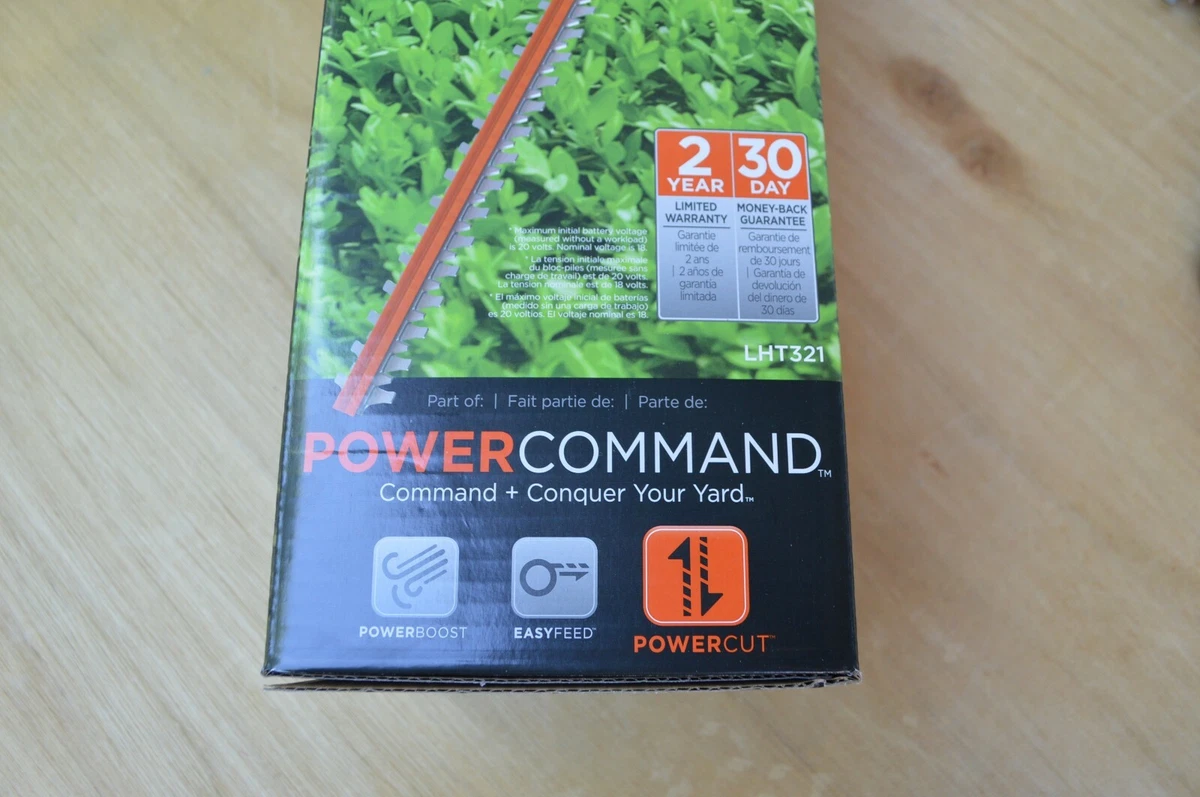 2
YEAR
LIMITED
WARRANTY
Garantie
limitée de
2 ans
| 2 años de
garantía
limitada
30
DAY
MONEY-BACK
GUARANTEE
Garantie de
remboursement
de 30 jours
| Garantía de
devolución
del dinero de
30 días
* Maximum initial battery voltage
(measured without a workload)
is 20 volts. Nominal voltage is 18.
* La tension initiale maximale
du bloc-piles (mesurée sans
charge de travail) est de 20 volts.
La tension nominale est de 18 volts.
* El máximo voltaje inicial de baterías
(medido sin una carga de trabajo)
es 20 voltios. El voltaje nominal es 18.
LHT321
Part of: | Fait partie de: | Parte de:
POWERCOMMAND™
Command + Conquer Your Yard™
POWERBOOST
EASYFEED™
POWERCUT™